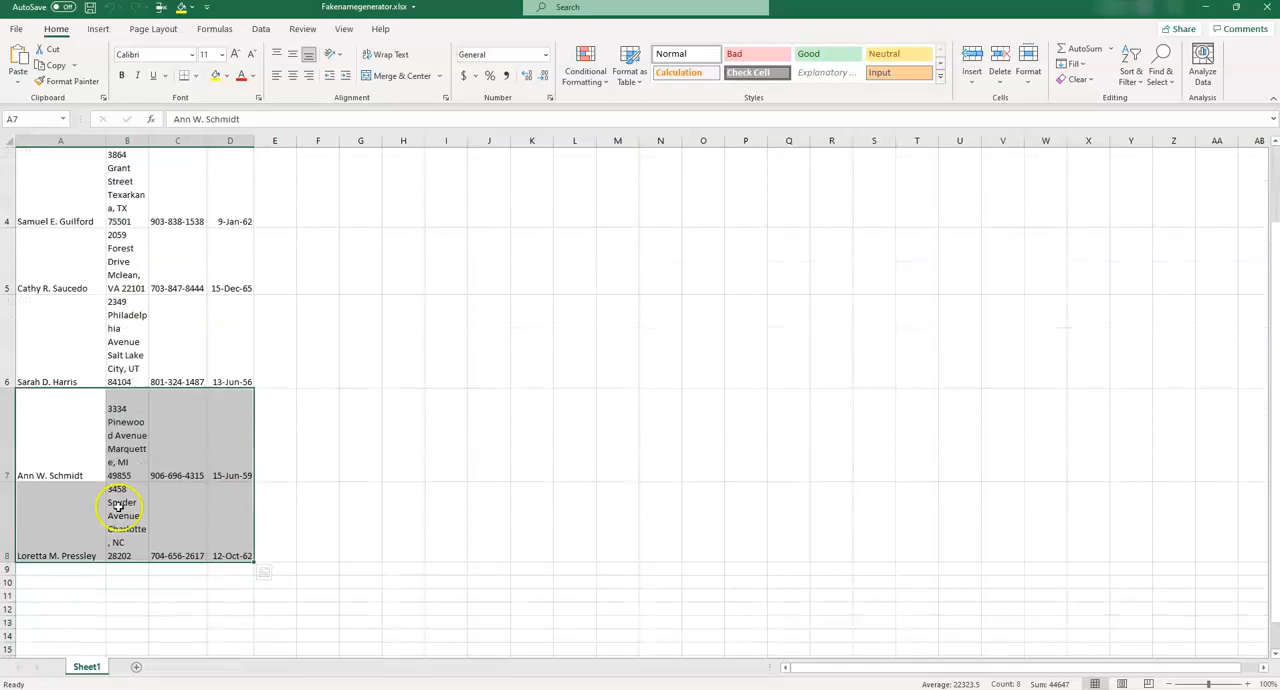 AutoSave Off Fakenamegenerator.xlsx Search
File Home Insert Page Layout Formulas Data Review View Help Share Comments
Paste Cut Copy Format Painter Clipboard
Calibri 11 B I U A Font
Wrap Text Merge & Center Alignment
General $ % Number
Conditional Formatting Format as Table
Normal Bad Good Neutral
Calculation Check Cell Explanatory ... Input
Styles
Insert Delete Format Cells
AutoSum Fill Clear Sort & Filter Find & Select Editing
Analyze Data Analysis
A7 fx Ann W. Schmidt
A B C D E F G H I J K L M N O P Q R S T U V W X Y Z AA AB
3864
Grant
Street
Texarkan
a, TX
4 Samuel E. Guilford 75501 903-838-1538 9-Jan-62
2059
Forest
Drive
Mclean,
5 Cathy R. Saucedo VA 22101 703-847-8444 15-Dec-65
2349
Philadelp
hia
Avenue
Salt Lake
City, UT
6 Sarah D. Harris 84104 801-324-1487 13-Jun-56
3334
Pinewoo
d Avenue
Marquett
e, MI
7 Ann W. Schmidt 49855 906-696-4315 15-Jun-59
3458
Snyder
Avenue
Charlotte
, NC
8 Loretta M. Pressley 28202 704-656-2617 12-Oct-62
9
10
11
12
13
14
15
Sheet1
Ready Average: 22323.5 Count: 8 Sum: 44647 100%